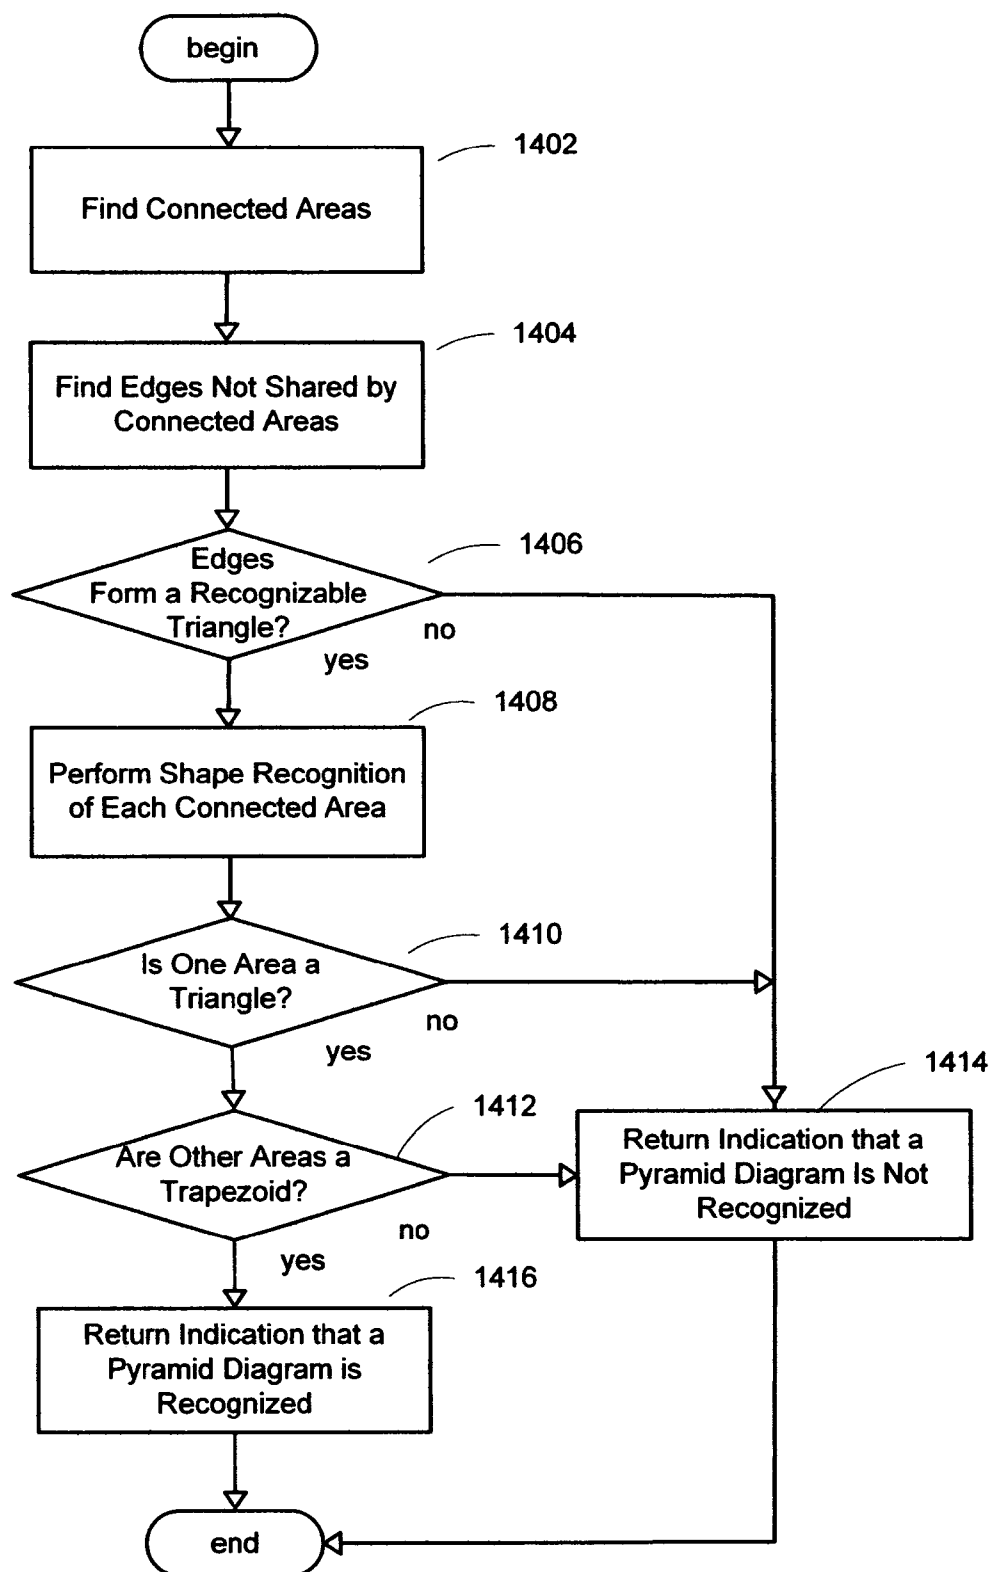 begin
1402
Find Connected Areas
1404
Find Edges Not Shared by
Connected Areas
1406
Edges
Form a Recognizable
Triangle?
no
yes
1408
Perform Shape Recognition
of Each Connected Area
1410
Is One Area a
Triangle?
no
yes
1412
Are Other Areas a
Trapezoid?
no
yes
1414
Return Indication that a
Pyramid Diagram Is Not
Recognized
1416
Return Indication that a
Pyramid Diagram is
Recognized
end